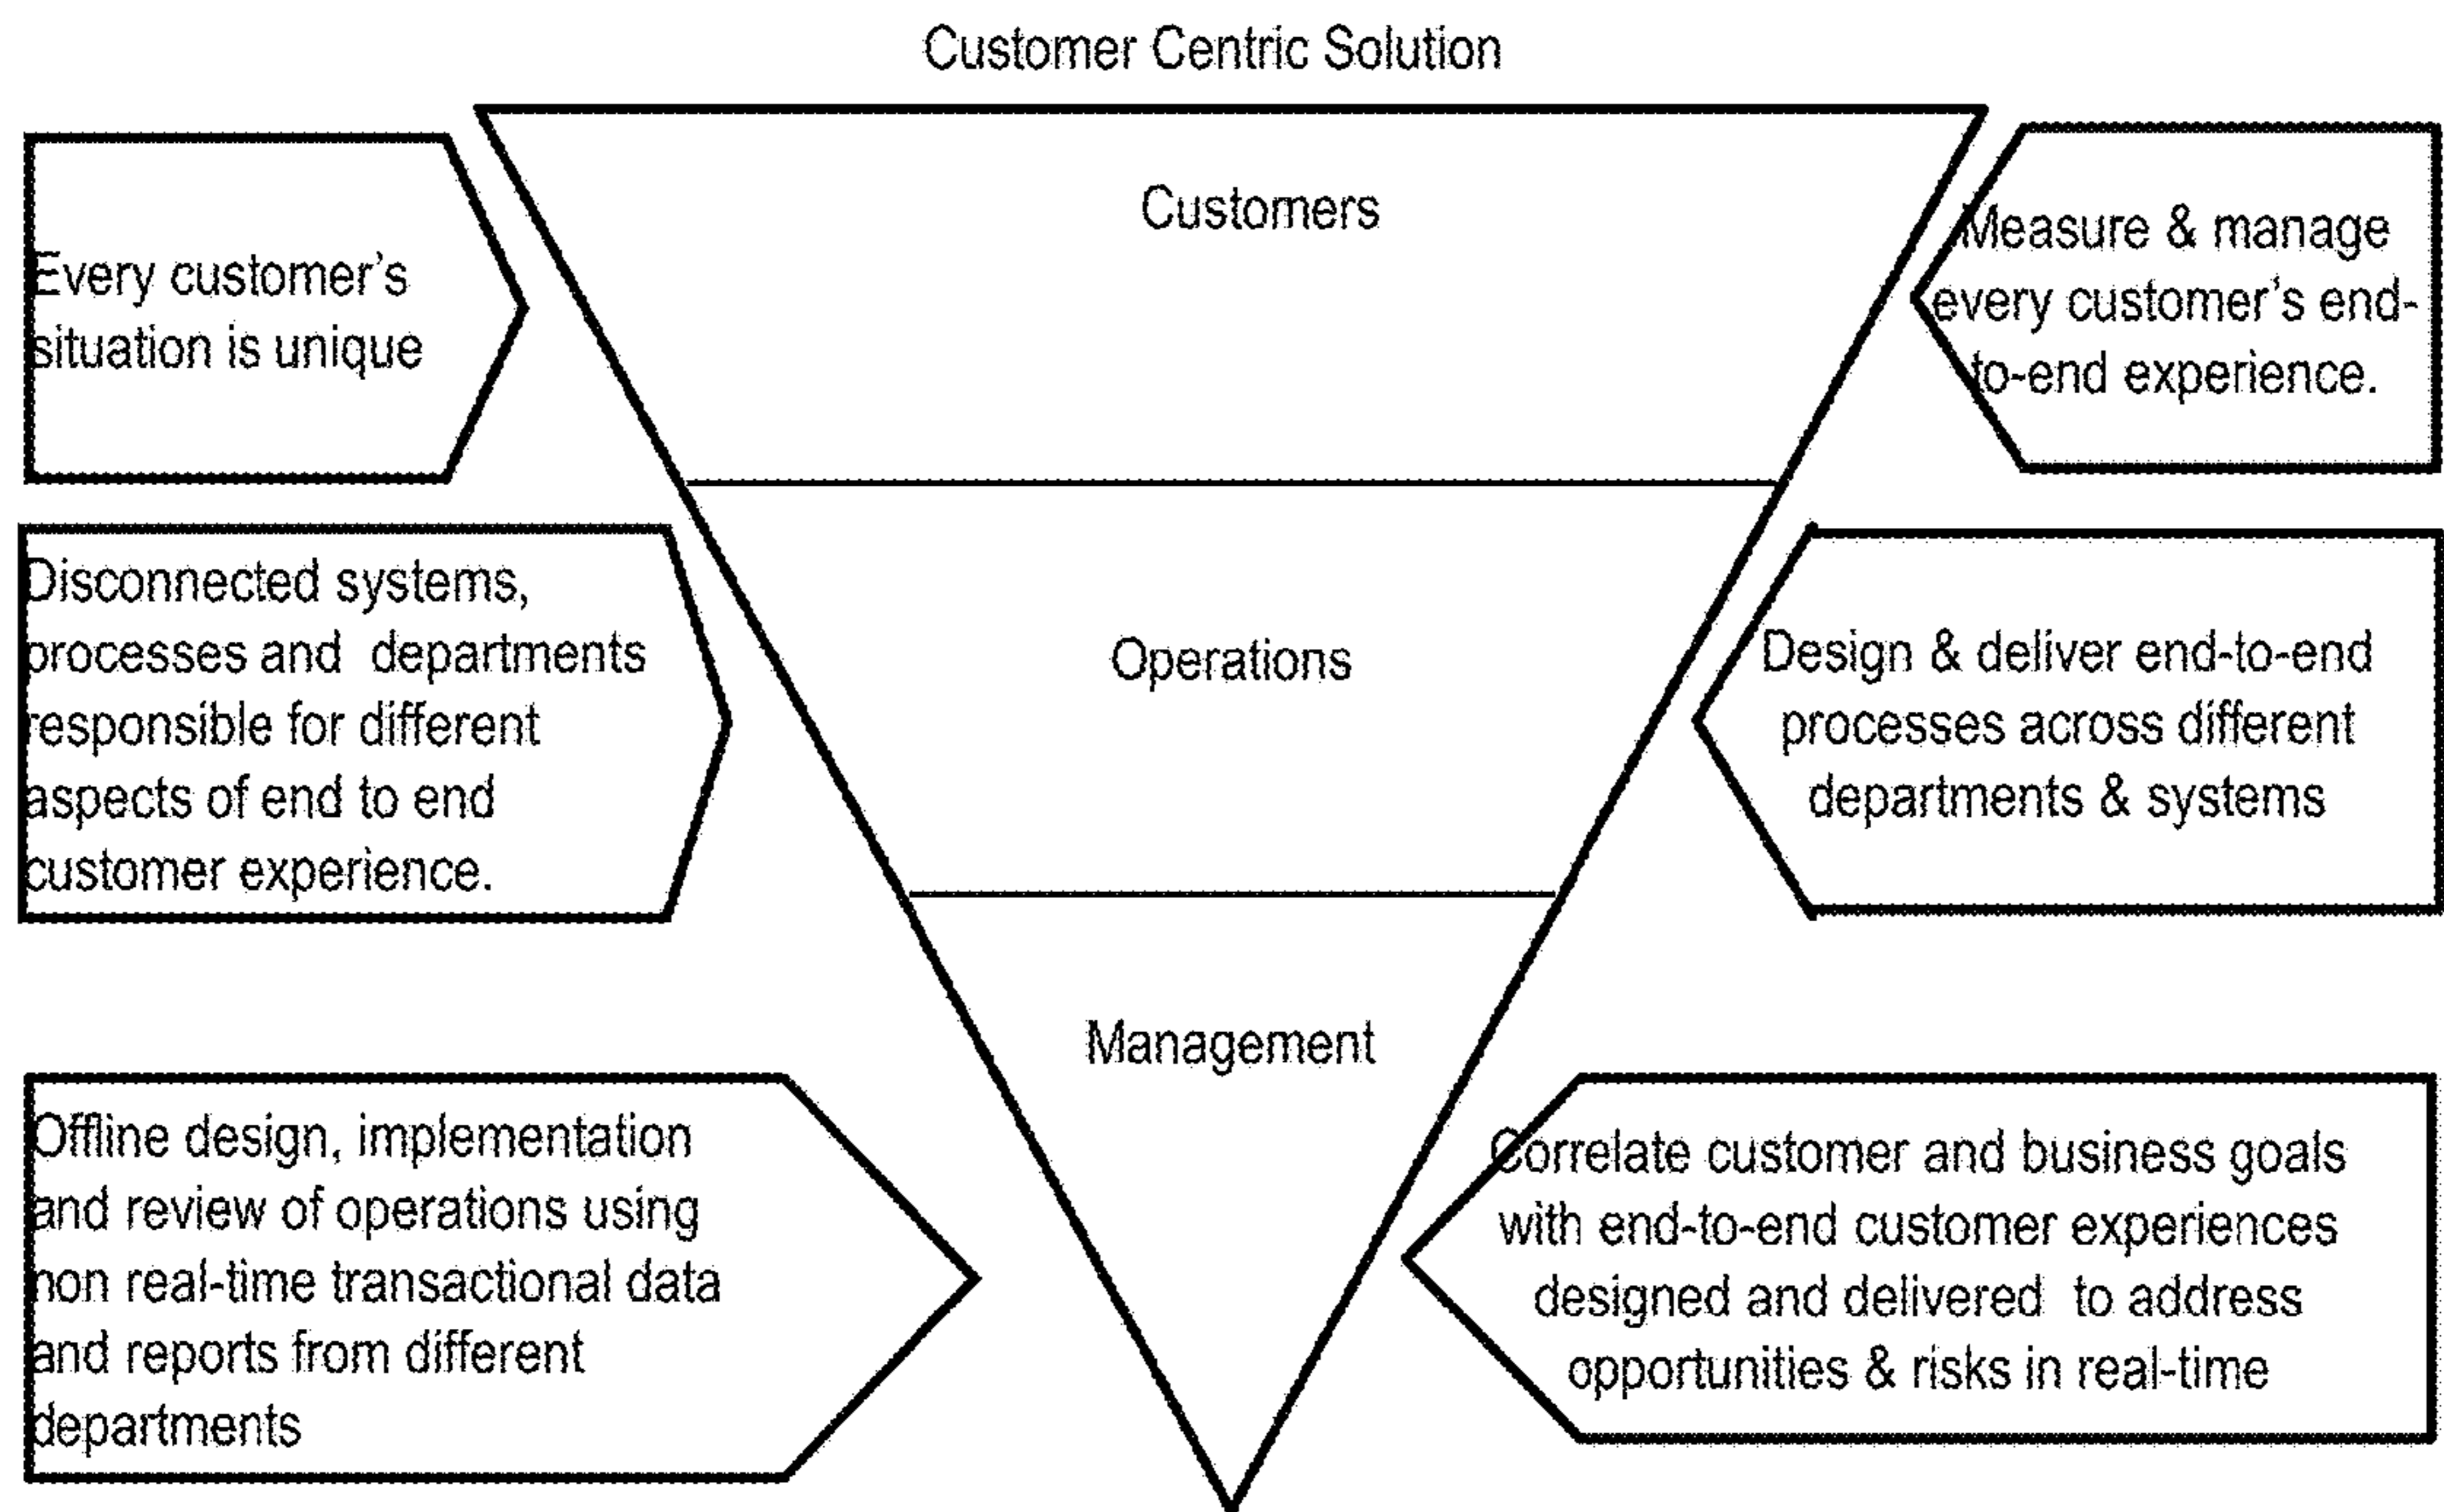 Customer Centric Solution
Customers
Every customer's
situation is unique
Measure & manage
every customer's end-
to-end experience.
Disconnected systems,
processes and departments
responsible for different
aspects of end to end
customer experience.
Operations
Design & deliver end-to-end
processes across different
departments & systems
Management
Offline design, implementation
and review of operations using
non real-time transactional data
and reports from different
departments
Correlate customer and business goals
with end-to-end customer experiences
designed and delivered to address
opportunities & risks in real-time